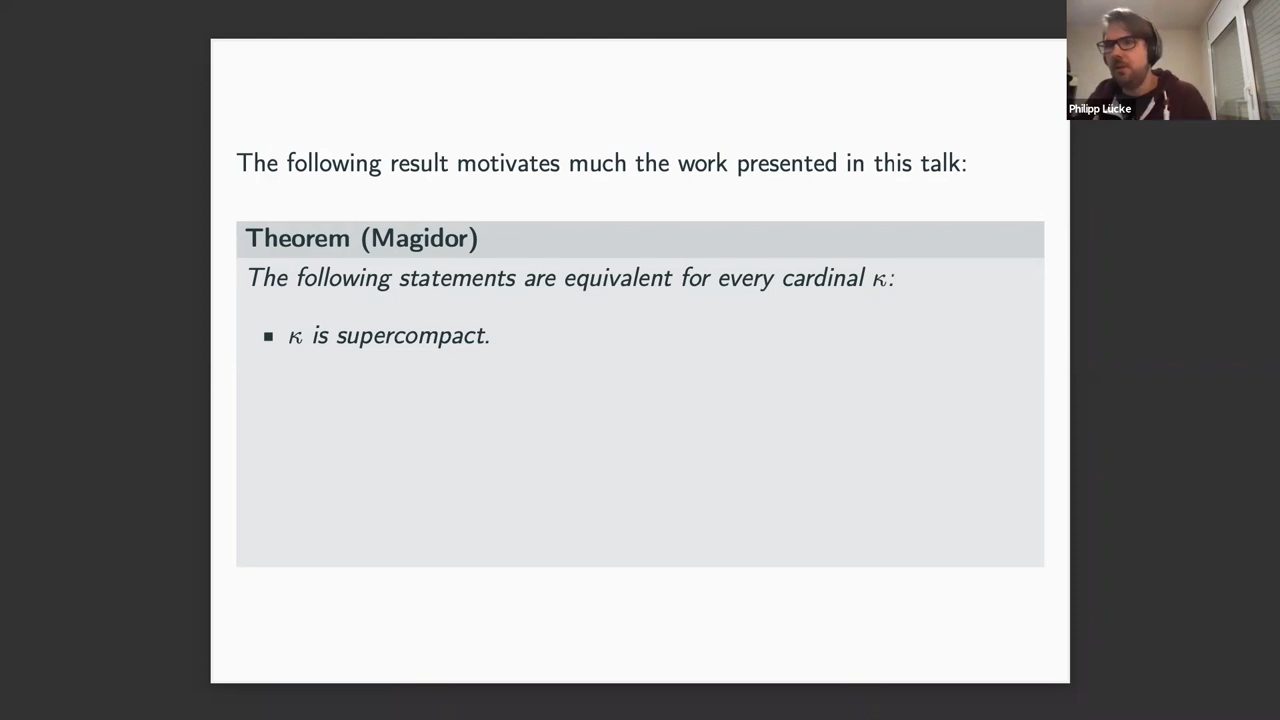 Philipp Lücke
The following result motivates much the work presented in this talk:
Theorem (Magidor)
The following statements are equivalent for every cardinal κ:
▪ κ is supercompact.